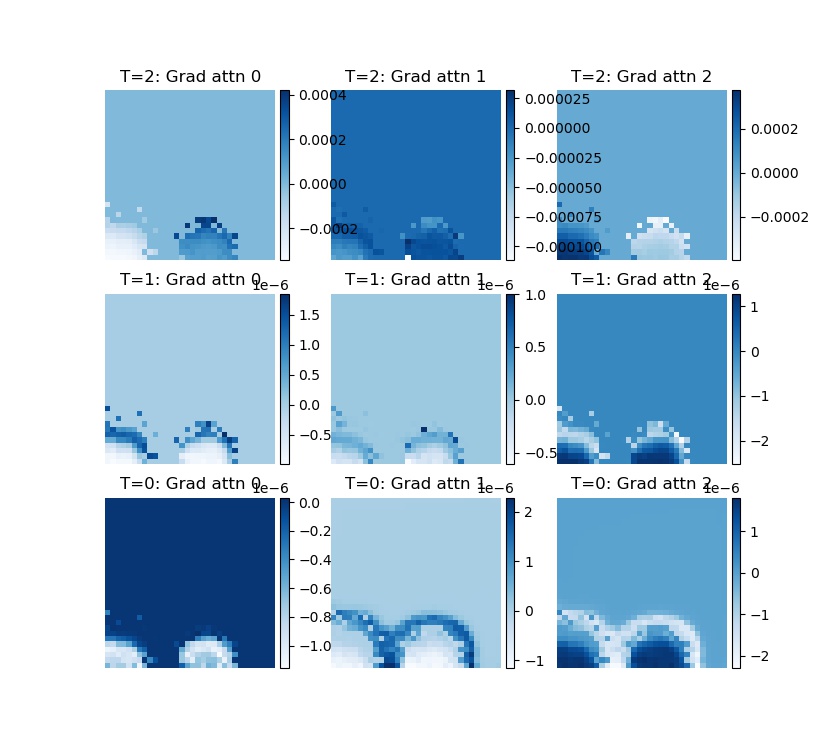 T=2: Grad attn 0
0.0004
0.0002
0.0000
−0.0002
T=2: Grad attn 1
0.000025
0.000000
−0.000025
−0.000050
−0.000075
−0.000100
T=2: Grad attn 2
0.0002
0.0000
−0.0002
T=1: Grad attn 0
1e−6
1.5
1.0
0.5
0.0
−0.5
T=1: Grad attn 1
1e−6
1.0
0.5
0.0
−0.5
T=1: Grad attn 2
1e−6
1
0
−1
−2
T=0: Grad attn 0
1e−6
0.0
−0.2
−0.4
−0.6
−0.8
−1.0
T=0: Grad attn 1
1e−6
2
1
0
−1
T=0: Grad attn 2
1e−6
1
0
−1
−2